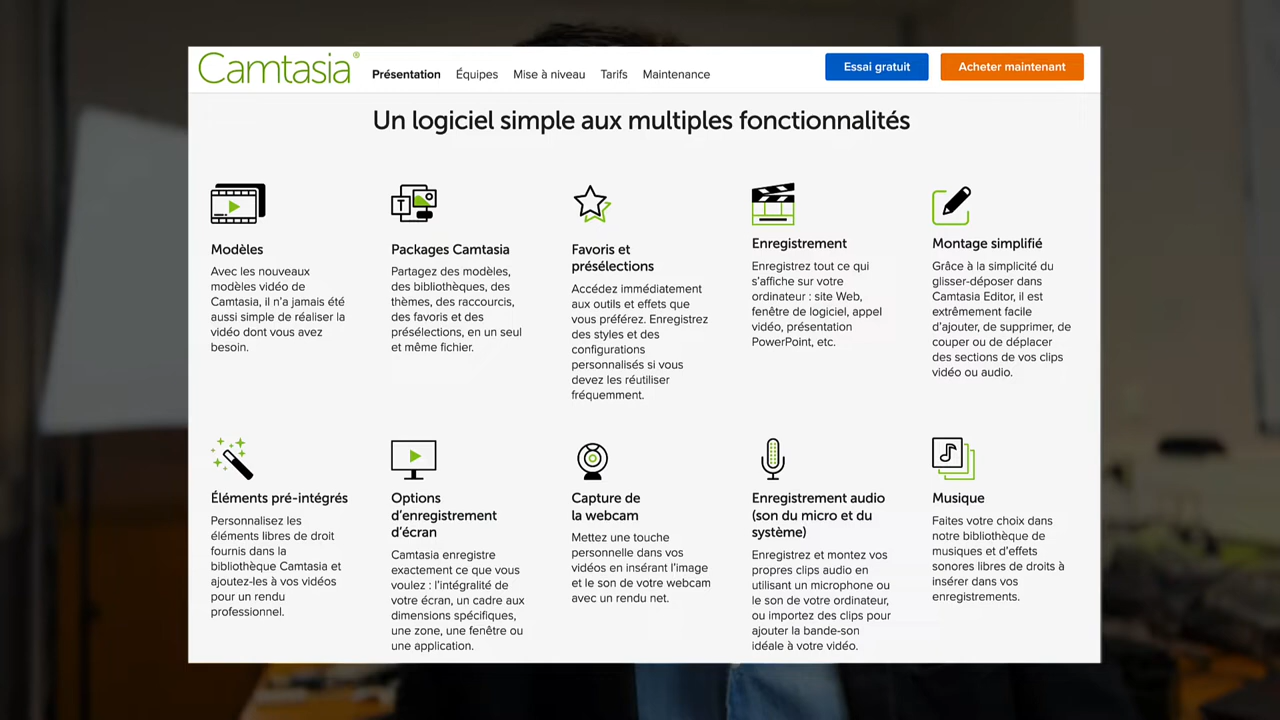 Camtasia®
Présentation
Équipes
Mise à niveau
Tarifs
Maintenance
Essai gratuit
Acheter maintenant
Un logiciel simple aux multiples fonctionnalités
T
Modèles
Avec les nouveaux
modèles vidéo de
Camtasia, il n'a jamais été
aussi simple de réaliser la
vidéo dont vous avez
besoin.
Packages Camtasia
Partagez des modèles,
des bibliothèques, des
thèmes, des raccourcis,
des favoris et des
présélections, en un seul
et même fichier.
Favoris et
présélections
Accédez immédiatement
aux outils et effets que
vous préférez. Enregistrez
des styles et des
configurations
personnalisés si vous
devez les réutiliser
fréquemment.
Enregistrement
Enregistrez tout ce qui
s'affiche sur votre
ordinateur : site Web,
fenêtre de logiciel, appel
vidéo, présentation
PowerPoint, etc.
Montage simplifié
Grâce à la simplicité du
glisser-déposer dans
Camtasia Editor, il est
extrêmement facile
d'ajouter, de supprimer, de
couper ou de déplacer
des sections de vos clips
vidéo ou audio.
Éléments pré-intégrés
Personnalisez les
éléments libres de droit
fournis dans la
bibliothèque Camtasia et
ajoutez-les à vos vidéos
pour un rendu
professionnel.
Options
d'enregistrement
d'écran
Camtasia enregistre
exactement ce que vous
voulez : l'intégralité de
votre écran, un cadre aux
dimensions spécifiques,
une zone, une fenêtre ou
une application.
Capture de
la webcam
Mettez une touche
personnelle dans vos
vidéos en insérant l'image
et le son de votre webcam
avec un rendu net.
Enregistrement audio
(son du micro et du
système)
Enregistrez et montez vos
propres clips audio en
utilisant un microphone ou
le son de votre ordinateur,
ou importez des clips pour
ajouter la bande-son
idéale à votre vidéo.
Musique
Faites votre choix dans
notre bibliothèque de
musiques et d'effets
sonores libres de droits à
insérer dans vos
enregistrements.